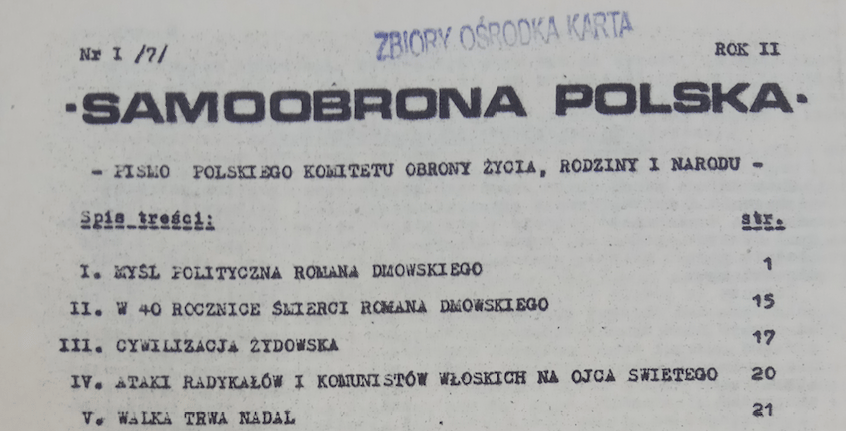 ZBIORY OŚRODKA KARTA
Nr I /7/ ROK II
·SAMOOBRONA POLSKA·
- PISMO POLSKIEGO KOMITETU OBRONY ŻYCIA, RODZINY I NARODU -
Spis treści: str.
I. MYŚL POLITYCZNA ROMANA DMOWSKIEGO 1
II. W 40 ROCZNICE ŚMIERCI ROMANA DMOWSKIEGO 15
III. CYWILIZACJA ŻYDOWSKA 17
IV. ATAKI RADYKAŁÓW I KOMUNISTÓW WŁOSKICH NA OJCA SWIETEGO 20
V. WALKA TRWA NADAL 21